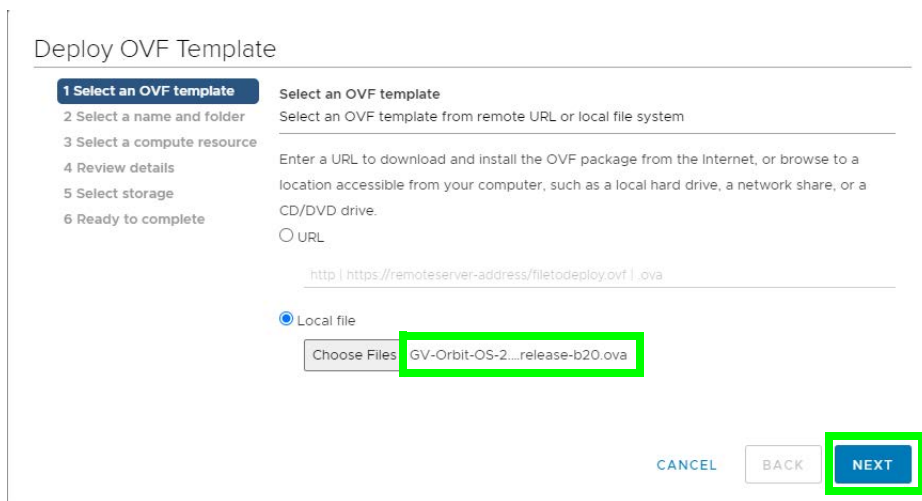 Deploy OVF Template
1 Select an OVF template
2 Select a name and folder
3 Select a compute resource
4 Review details
5 Select storage
6 Ready to complete
Select an OVF template
Select an OVF template from remote URL or local file system
Enter a URL to download and install the OVF package from the Internet, or browse to a
location accessible from your computer, such as a local hard drive, a network share, or a
CD/DVD drive.
URL
http | https://remoteserver-address/filetodeploy.ovf | .ova
Local file
Choose Files GV-Orbit-OS-2....release-b20.ova
CANCEL BACK NEXT